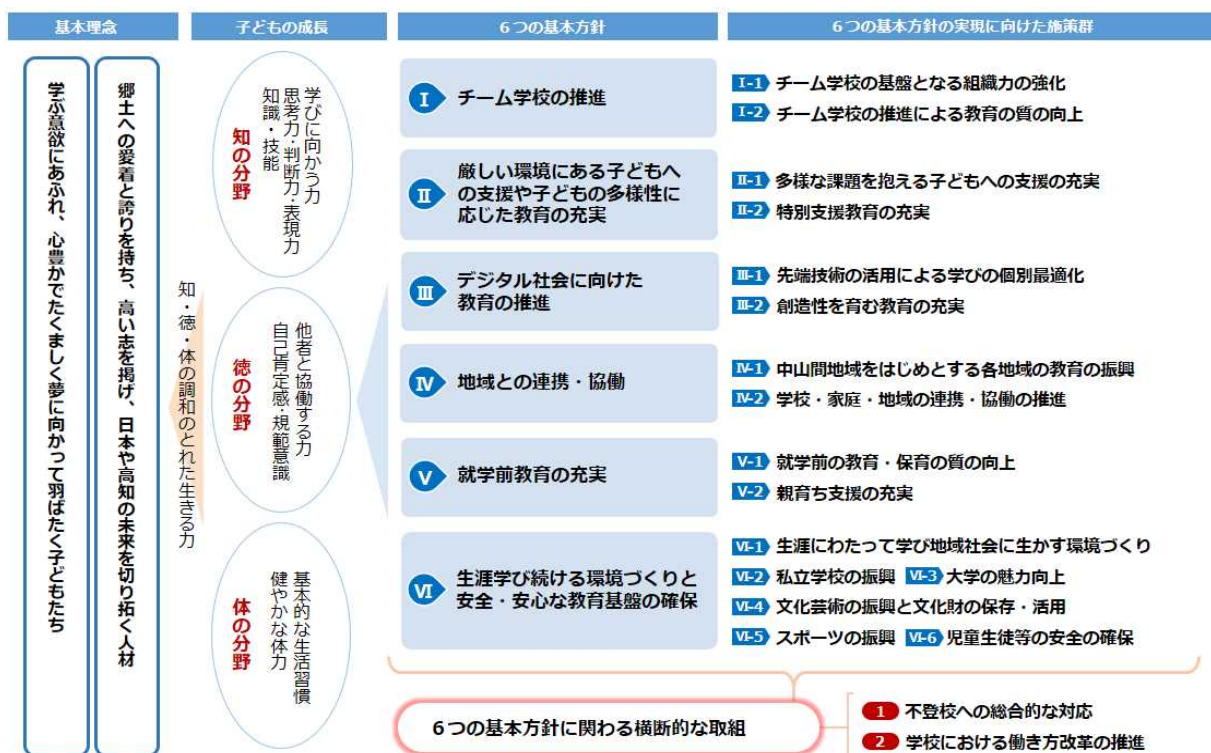 基本理念
子どもの成長
６つの基本方針
６つの基本方針の実現に向けた施策群
郷土への愛着と誇りを持ち、高い志を掲げ、日本や高知の未来を切り拓く人材
学ぶ意欲にあふれ、心豊かでたくましく夢に向かって羽ばたく子どもたち
知・徳・体の調和のとれた生きる力
学びに向かう力
思考力・判断力・表現力
知識・技能
知の分野
他者と協働する力
自己肯定感・規範意識
徳の分野
基本的な生活習慣
健やかな体力
体の分野
Ⅰ チーム学校の推進
Ⅰ-1 チーム学校の基盤となる組織力の強化
Ⅰ-2 チーム学校の推進による教育の質の向上
Ⅱ 厳しい環境にある子どもへ
の支援や子どもの多様性に
応じた教育の充実
Ⅱ-1 多様な課題を抱える子どもへの支援の充実
Ⅱ-2 特別支援教育の充実
Ⅲ デジタル社会に向けた
教育の推進
Ⅲ-1 先端技術の活用による学びの個別最適化
Ⅲ-2 創造性を育む教育の充実
Ⅳ 地域との連携・協働
Ⅳ-1 中山間地域をはじめとする各地域の教育の振興
Ⅳ-2 学校・家庭・地域の連携・協働の推進
Ⅴ 就学前教育の充実
Ⅴ-1 就学前の教育・保育の質の向上
Ⅴ-2 親育ち支援の充実
Ⅵ 生涯学び続ける環境づくりと
安全・安心な教育基盤の確保
Ⅵ-1 生涯にわたって学び地域社会に生かす環境づくり
Ⅵ-2 私立学校の振興 Ⅵ-3 大学の魅力向上
Ⅵ-4 文化芸術の振興と文化財の保存・活用
Ⅵ-5 スポーツの振興 Ⅵ-6 児童生徒等の安全の確保
６つの基本方針に関わる横断的な取組
1 不登校への総合的な対応
2 学校における働き方改革の推進